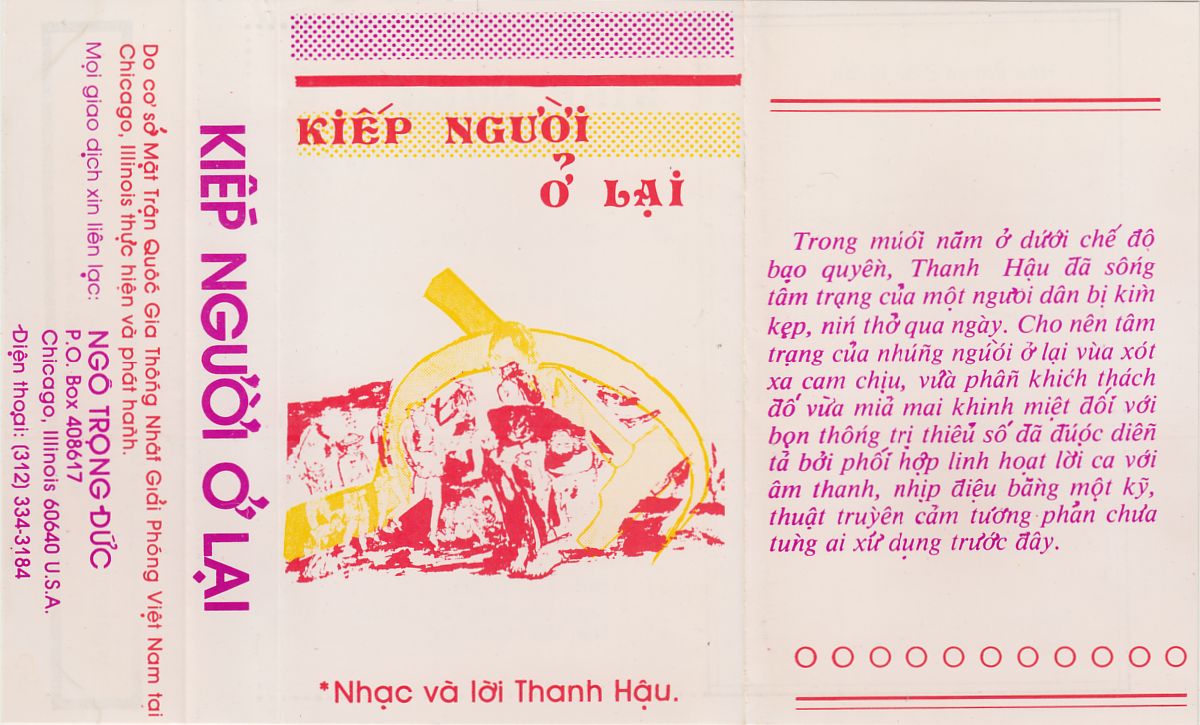 Do cơ sở Mặt Trận Quốc Gia Thống Nhất Giải Phóng Việt Nam tại
Chicago, Illinois thực hiện và phát hành.
Mọi giao dịch xin liên lạc:
NGÔ TRỌNG ĐỨC
P.O. Box 408617
Chicago, Illinois 60640 U.S.A.
Điện thoại: (312) 334-3184
KIẾP NGƯỜI Ở LẠI
KIẾP NGƯỜI
Ở LẠI
*Nhạc và lời Thanh Hậu.
Trong mười năm ở dưới chế độ
bạo quyền, Thanh Hậu đã sống
tâm trạng của một người dân bị kìm
kẹp, nín thở qua ngày. Cho nên tâm
trạng của những người ở lại vùa xót
xa cam chịu, vừa phẫn khích thách
đố vừa mỉa mai khinh miệt đối với
bọn thống trị thiểu số đã được diễn
tả bởi phối hợp linh hoạt lời ca với
âm thanh, nhịp điệu bằng một kỹ,
thuật truyền cảm tương phản chưa
từng ai xử dụng trước đây.